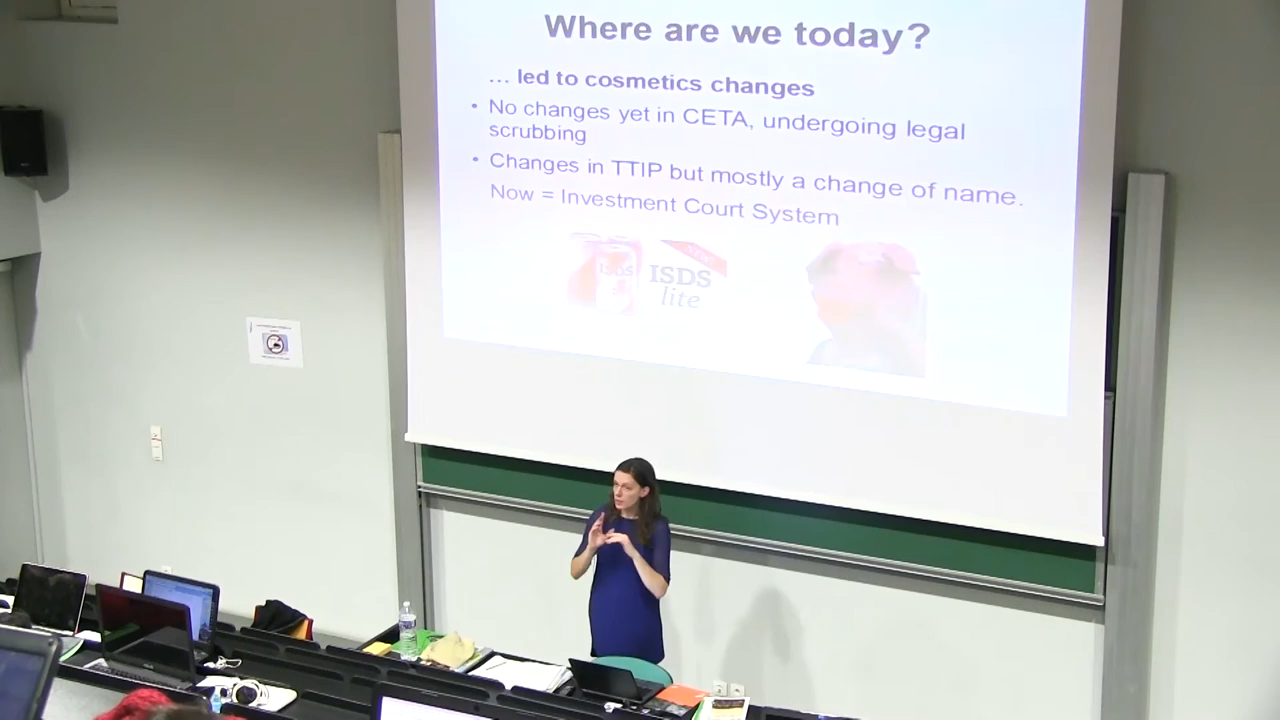 Where are we today?
... led to cosmetics changes
• No changes yet in CETA, undergoing legal
scrubbing
• Changes in TTIP but mostly a change of name.
Now = Investment Court System
ISDS
ISDS
lite